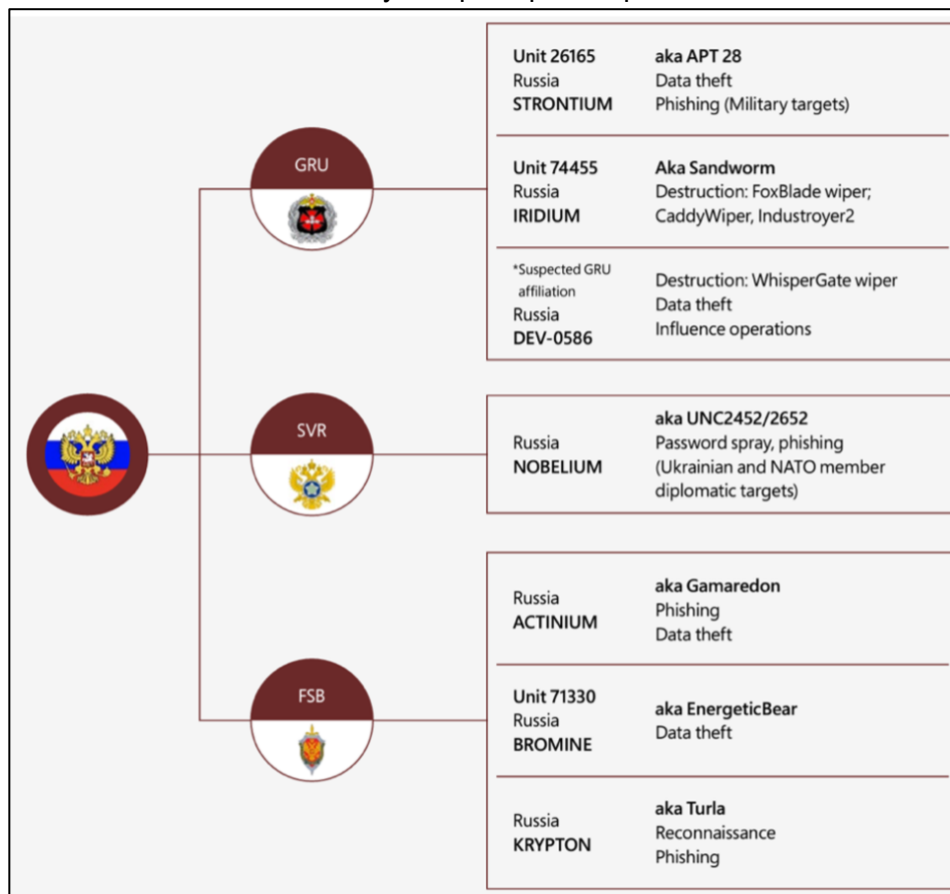 GRU
Unit 26165
Russia
STRONTIUM
aka APT 28
Data theft
Phishing (Military targets)
Unit 74455
Russia
IRIDIUM
Aka Sandworm
Destruction: FoxBlade wiper;
CaddyWiper, Industroyer2
*Suspected GRU
affiliation
Russia
DEV-0586
Destruction: WhisperGate wiper
Data theft
Influence operations
SVR
Russia
NOBELIUM
aka UNC2452/2652
Password spray, phishing
(Ukrainian and NATO member
diplomatic targets)
FSB
Russia
ACTINIUM
aka Gamaredon
Phishing
Data theft
Unit 71330
Russia
BROMINE
aka EnergeticBear
Data theft
Russia
KRYPTON
aka Turla
Reconnaissance
Phishing